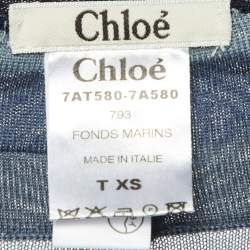 Chloé
Chloé
7AT580-7A580
793
FONDS MARINS
MADE IN ITALIE
T XS